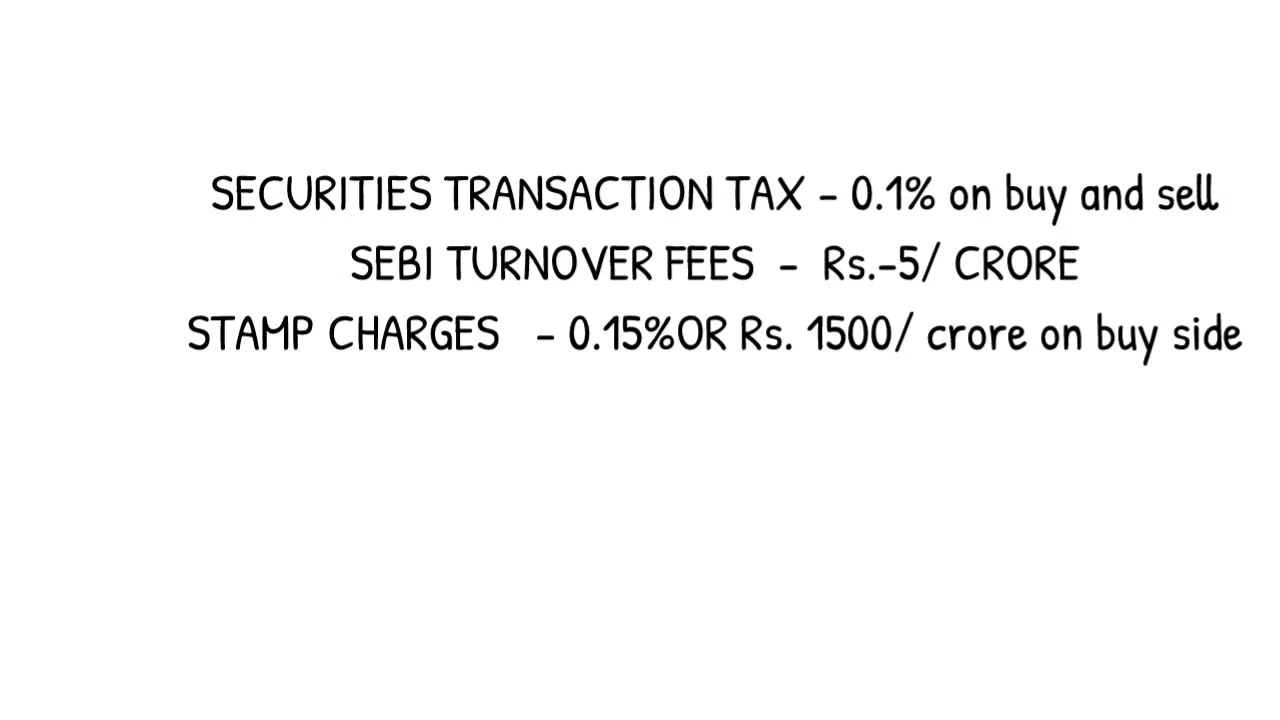 SECURITIES TRANSACTION TAX - 0.1% on buy and sell
SEBI TURNOVER FEES - Rs.-5/ CRORE
STAMP CHARGES - 0.15%OR Rs. 1500/ crore on buy side